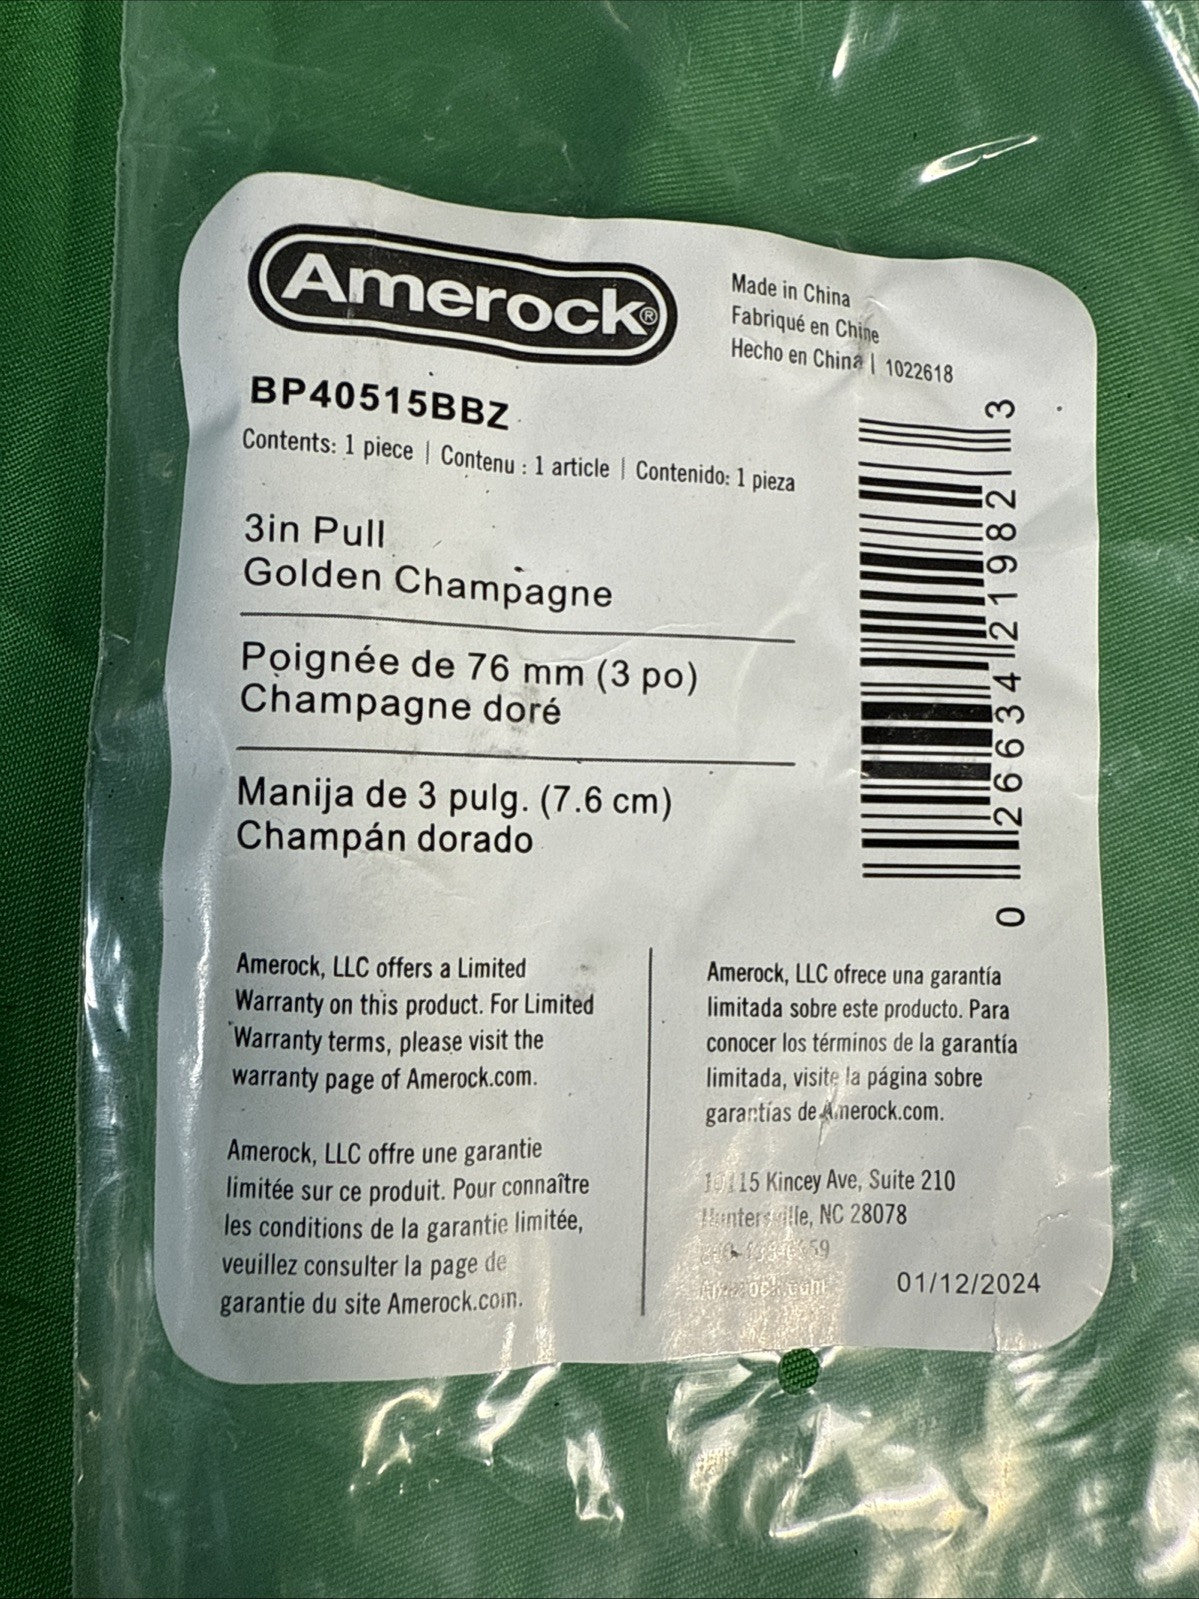 Amerock®
Made in China
Fabriqué en Chine
Hecho en China | 1022618
BP40515BBZ
Contents: 1 piece | Contenu : 1 article | Contenido: 1 pieza
3in Pull
Golden Champagne
Poignée de 76 mm (3 po)
Champagne doré
Manija de 3 pulg. (7.6 cm)
Champán dorado
0 26634 21982 3
Amerock, LLC offers a Limited
Warranty on this product. For Limited
Warranty terms, please visit the
warranty page of Amerock.com.
Amerock, LLC offre une garantie
limitée sur ce produit. Pour connaître
les conditions de la garantie limitée,
veuillez consulter la page de
garantie du site Amerock.com.
Amerock, LLC ofrece una garantía
limitada sobre este producto. Para
conocer los términos de la garantía
limitada, visite la página sobre
garantías de Amerock.com.
Kincey Ave, Suite 210
Huntersville, NC 28078
Amerock.com
01/12/2024